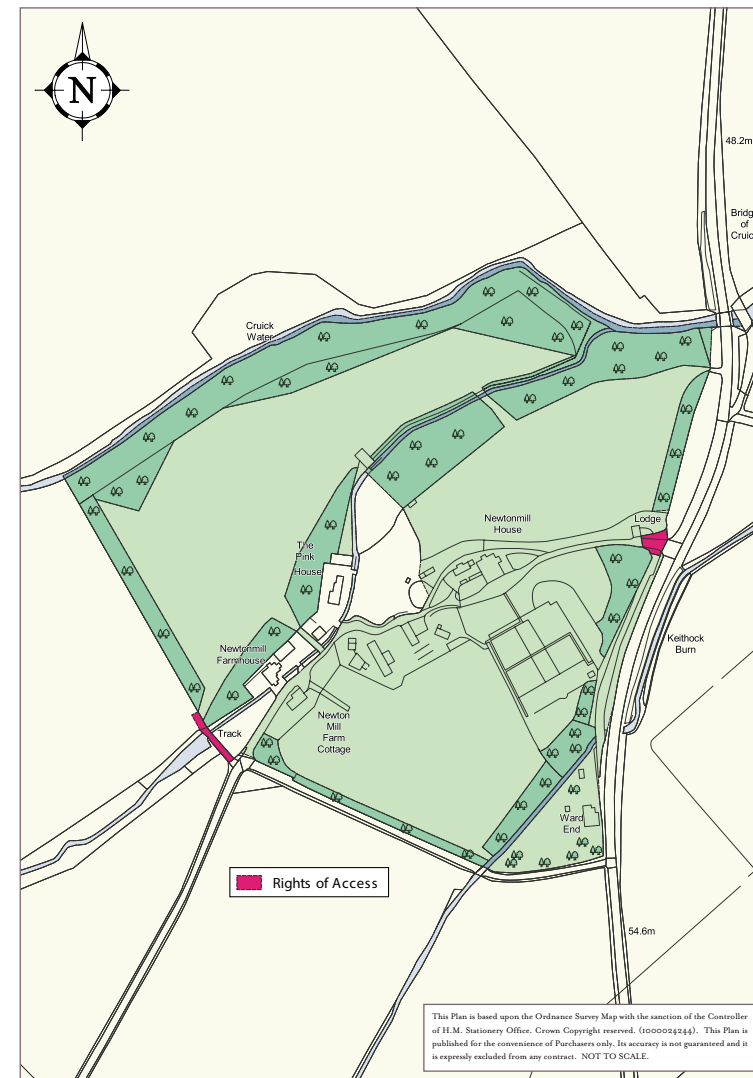 N
48.2m
Bridg
of
Cruic
Cruick
Water
Newtonmill
House
Lodge
The
Pink
House
Keithock
Burn
Newtonmill
Farmhouse
Newton
Mill
Farm
Cottage
Track
Ward
End
Rights of Access
54.6m
This Plan is based upon the Ordnance Survey Map with the sanction of the Controller
of H.M. Stationery Office. Crown Copyright reserved. (100024244). This Plan is
published for the convenience of Purchasers only. Its accuracy is not guaranteed and it
is expressly excluded from any contract. NOT TO SCALE.